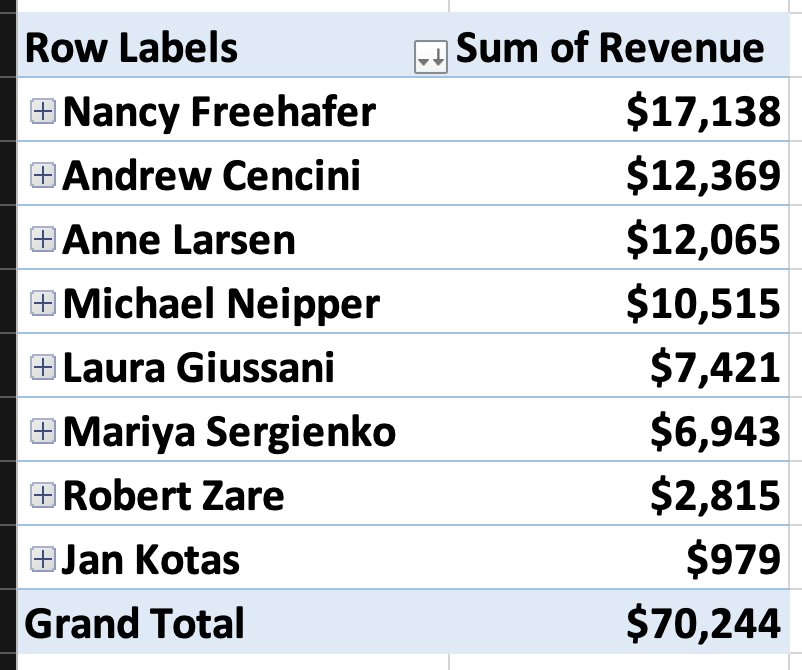 Row Labels Sum of Revenue
Nancy Freehafer $17,138
Andrew Cencini $12,369
Anne Larsen $12,065
Michael Neipper $10,515
Laura Giussani $7,421
Mariya Sergienko $6,943
Robert Zare $2,815
Jan Kotas $979
Grand Total $70,244